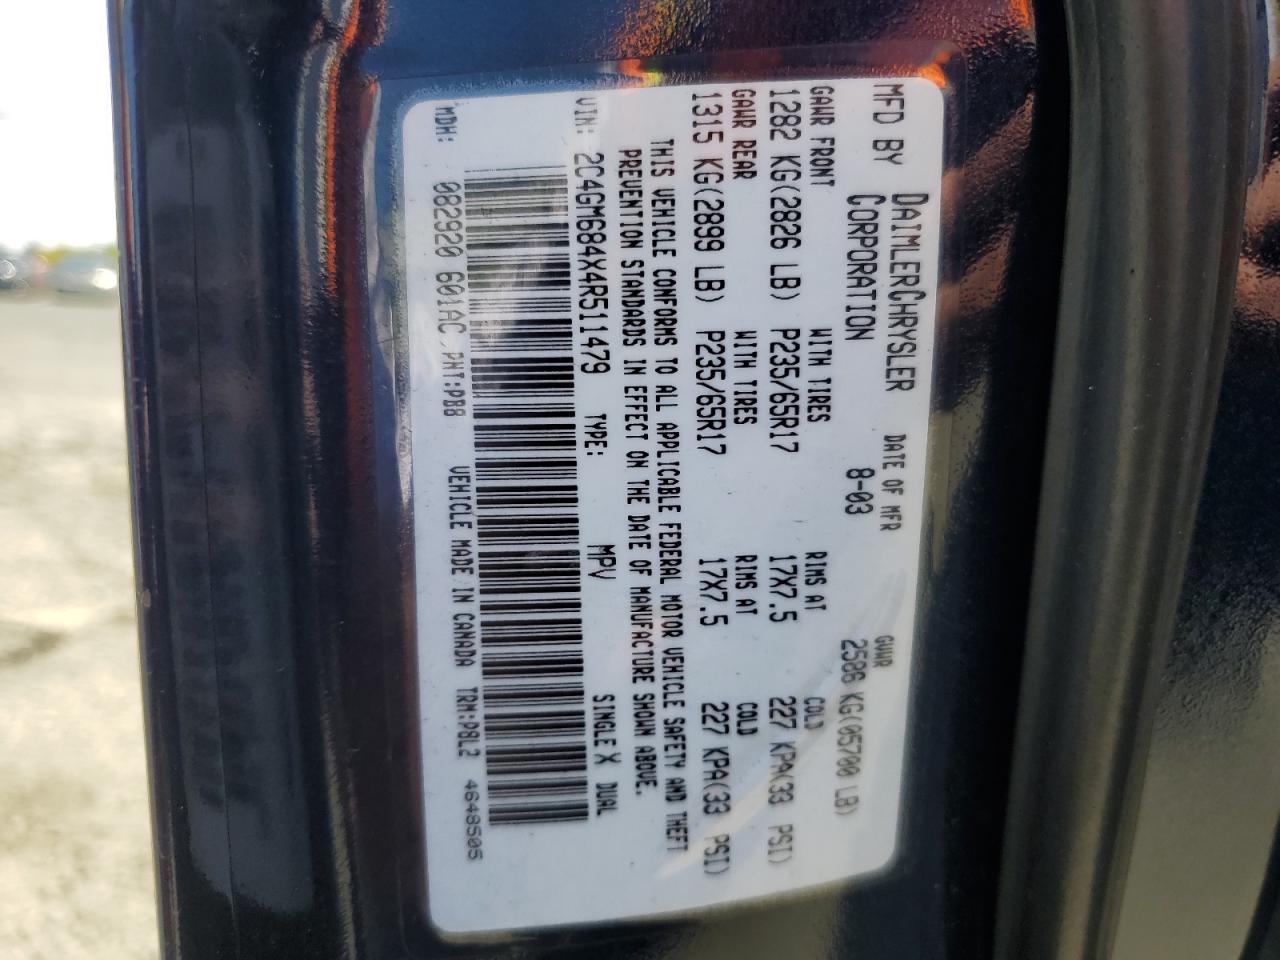 MFD BY DAIMLERCHRYSLER CORPORATION DATE OF MFR 8-03 GVWR 2586 KG(05700 LB)
GAWR FRONT WITH TIRES RIMS AT COLD
1282 KG(2826 LB) P235/65R17 17X7.5 227 KPA(33 PSI)
GAWR REAR WITH TIRES RIMS AT COLD
1315 KG(2899 LB) P235/65R17 17X7.5 227 KPA(33 PSI)
THIS VEHICLE CONFORMS TO ALL APPLICABLE FEDERAL MOTOR VEHICLE SAFETY AND THEFT
PREVENTION STANDARDS IN EFFECT ON THE DATE OF MANUFACTURE SHOWN ABOVE.
VIN: 2C4GM684X4R511479 TYPE: MPV SINGLE X DUAL
MDH: 082920 601AC PNT:PB8 VEHICLE MADE IN CANADA TRM:PBL2 4648505